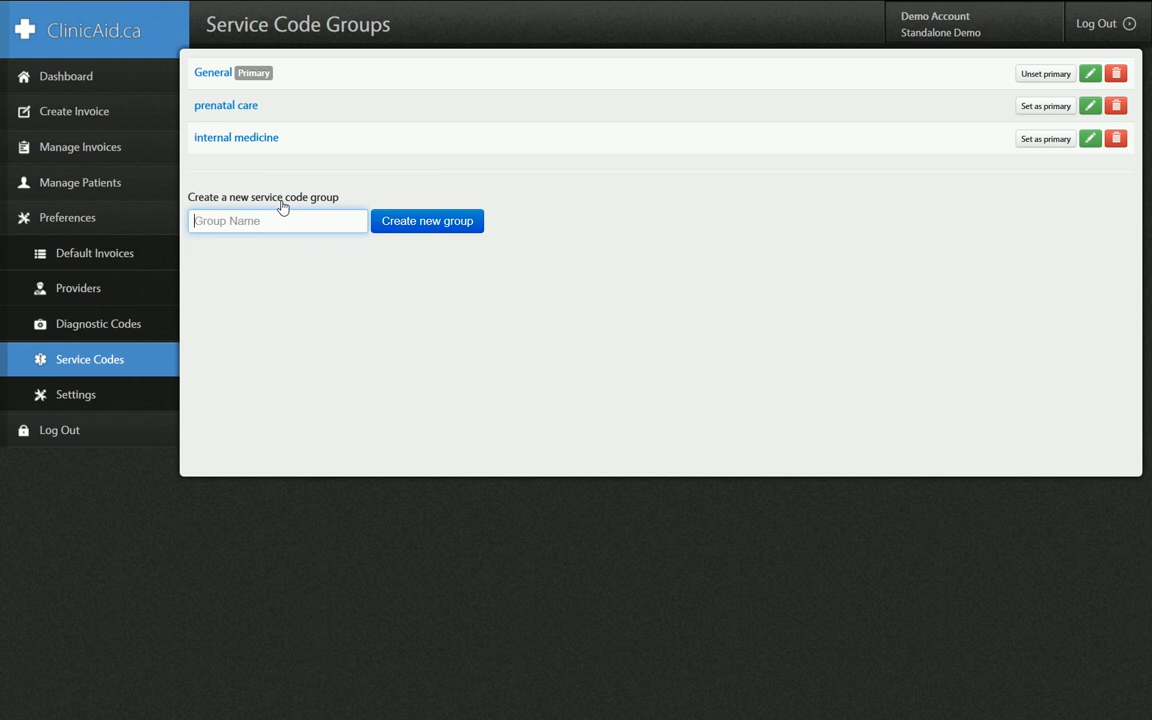 ClinicAid.ca
Service Code Groups
Demo Account
Standalone Demo
Log Out
Dashboard
Create Invoice
Manage Invoices
Manage Patients
Preferences
Default Invoices
Providers
Diagnostic Codes
Service Codes
Settings
Log Out
General Primary
Unset primary
prenatal care
Set as primary
internal medicine
Set as primary
Create a new service code group
Group Name
Create new group